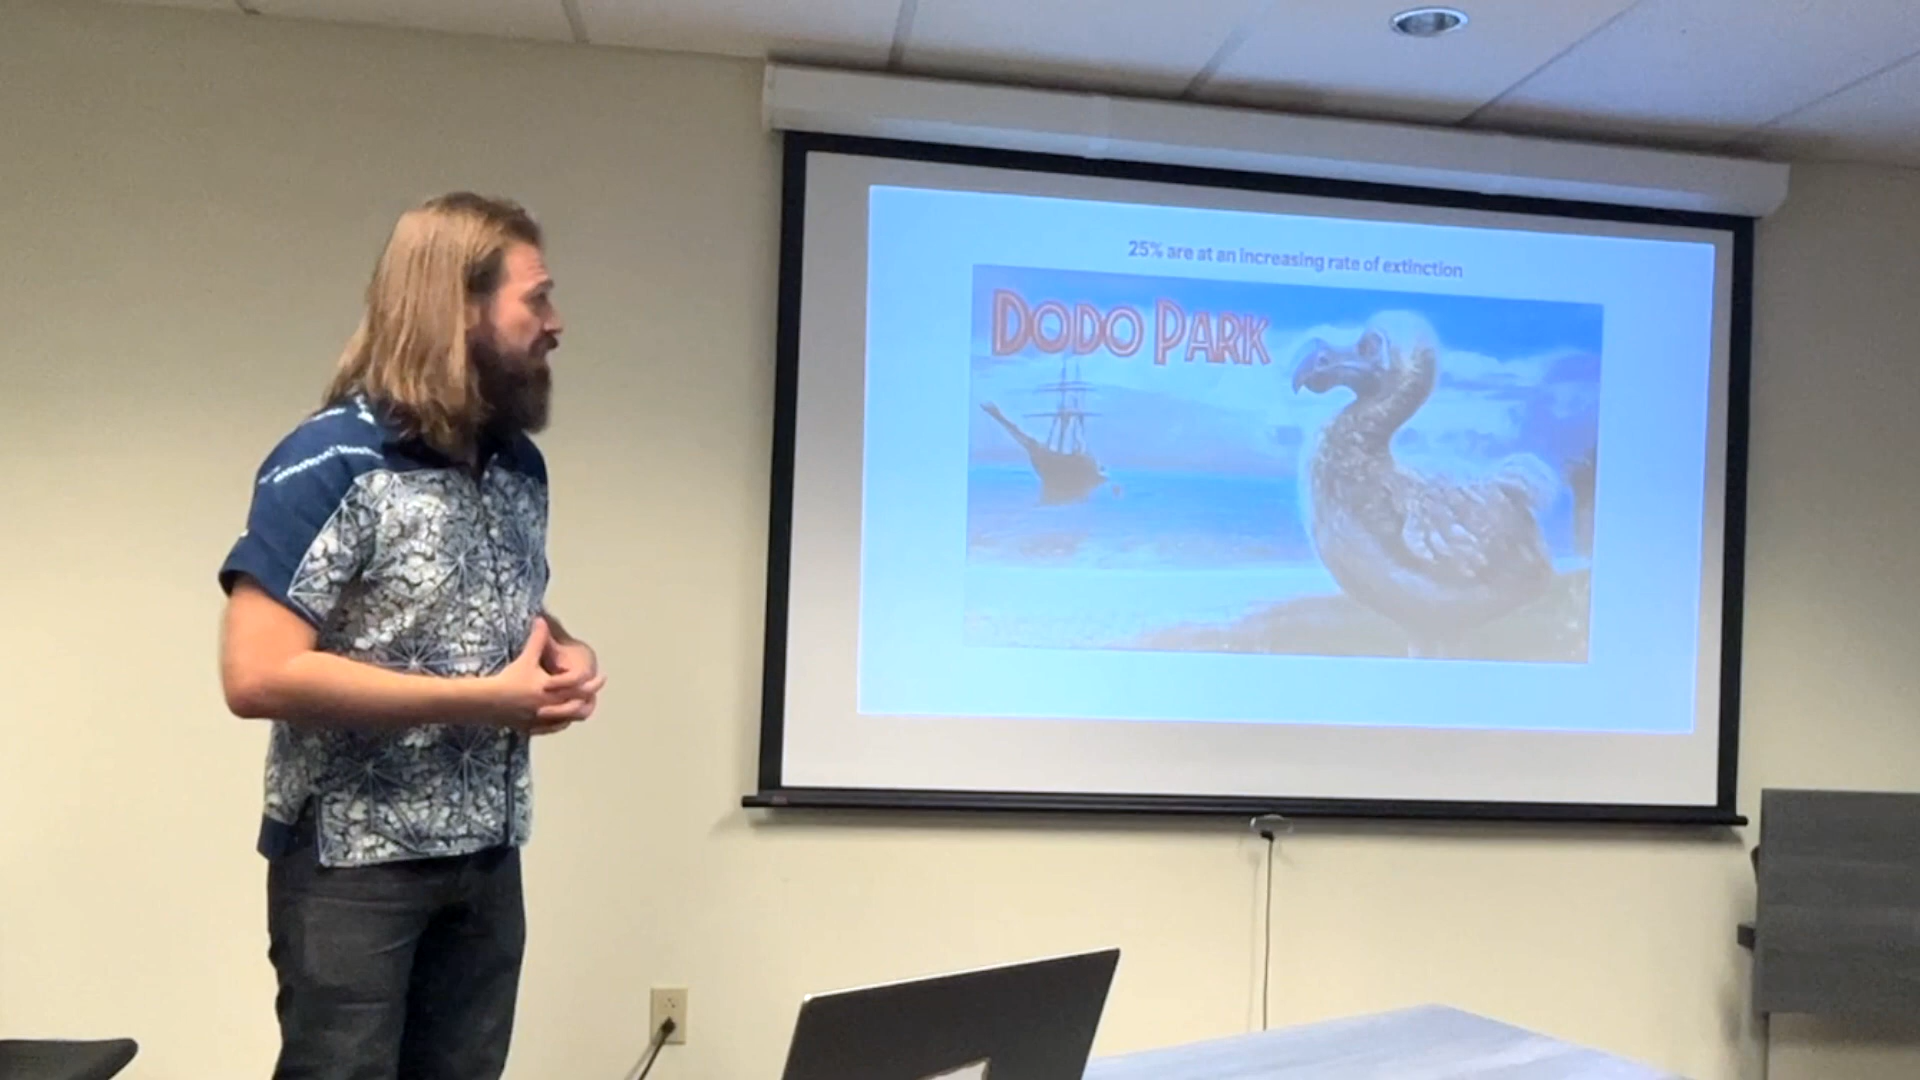 25% are at an increasing rate of extinction
DODO PARK